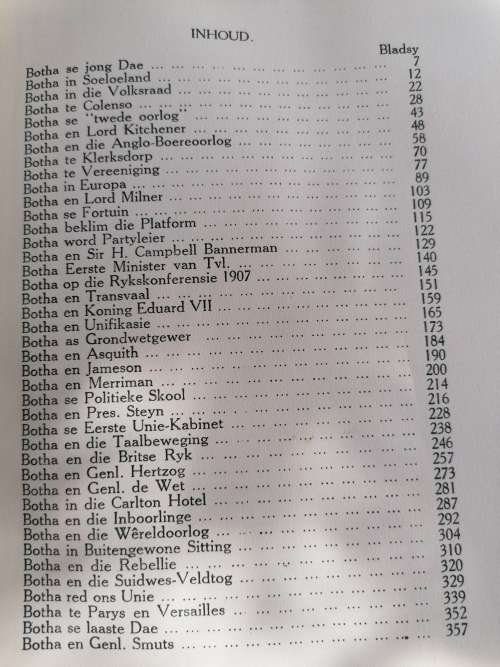 INHOUD.
Bladsy
Botha se jong Dae ... ... ... ... ... ... ... ... 7
Botha in Soeloeland ... ... ... ... ... ... ... ... 12
Botha in die Volksraad ... ... ... ... ... ... ... 22
Botha te Colenso ... ... ... ... ... ... ... ... 28
Botha se "twede oorlog" ... ... ... ... ... ... ... 43
Botha en Lord Kitchener ... ... ... ... ... ... ... 48
Botha en die Anglo-Boereoorlog ... ... ... ... ... 58
Botha te Klerksdorp ... ... ... ... ... ... ... ... 70
Botha te Vereeniging ... ... ... ... ... ... ... ... 77
Botha in Europa ... ... ... ... ... ... ... ... ... 89
Botha en Lord Milner ... ... ... ... ... ... ... ... 103
Botha se Fortuin ... ... ... ... ... ... ... ... ... 109
Botha beklim die Platform ... ... ... ... ... ... ... 115
Botha word Partyleier ... ... ... ... ... ... ... ... 122
Botha en Sir H. Campbell Bannerman ... ... ... ... 129
Botha Eerste Minister van Tvl. ... ... ... ... ... ... 140
Botha op die Rykskonferensie 1907 ... ... ... ... ... 145
Botha en Transvaal ... ... ... ... ... ... ... ... 151
Botha en Koning Eduard VII ... ... ... ... ... ... 159
Botha en Unifikasie ... ... ... ... ... ... ... ... 165
Botha as Grondwetgewer ... ... ... ... ... ... ... 173
Botha en Asquith ... ... ... ... ... ... ... ... ... 184
Botha en Jameson ... ... ... ... ... ... ... ... ... 190
Botha en Merriman ... ... ... ... ... ... ... ... ... 200
Botha se Politieke Skool ... ... ... ... ... ... ... 214
Botha en Pres. Steyn ... ... ... ... ... ... ... ... 216
Botha se Eerste Unie-Kabinet ... ... ... ... ... ... 228
Botha en die Taalbeweging ... ... ... ... ... ... ... 238
Botha en die Britse Ryk ... ... ... ... ... ... ... 246
Botha en Genl. Hertzog ... ... ... ... ... ... ... 257
Botha en Genl. de Wet ... ... ... ... ... ... ... 273
Botha in die Carlton Hotel ... ... ... ... ... ... ... 281
Botha en die Inboorlinge ... ... ... ... ... ... ... 287
Botha en die Wêreldoorlog ... ... ... ... ... ... ... 292
Botha in Buitengewone Sitting ... ... ... ... ... ... 304
Botha en die Rebellie ... ... ... ... ... ... ... ... 310
Botha en die Suidwes-Veldtog ... ... ... ... ... ... 320
Botha red ons Unie ... ... ... ... ... ... ... ... 329
Botha te Parys en Versailles ... ... ... ... ... ... 339
Botha se laaste Dae ... ... ... ... ... ... ... ... 352
Botha en Genl. Smuts ... ... ... ... ... ... ... ... 357